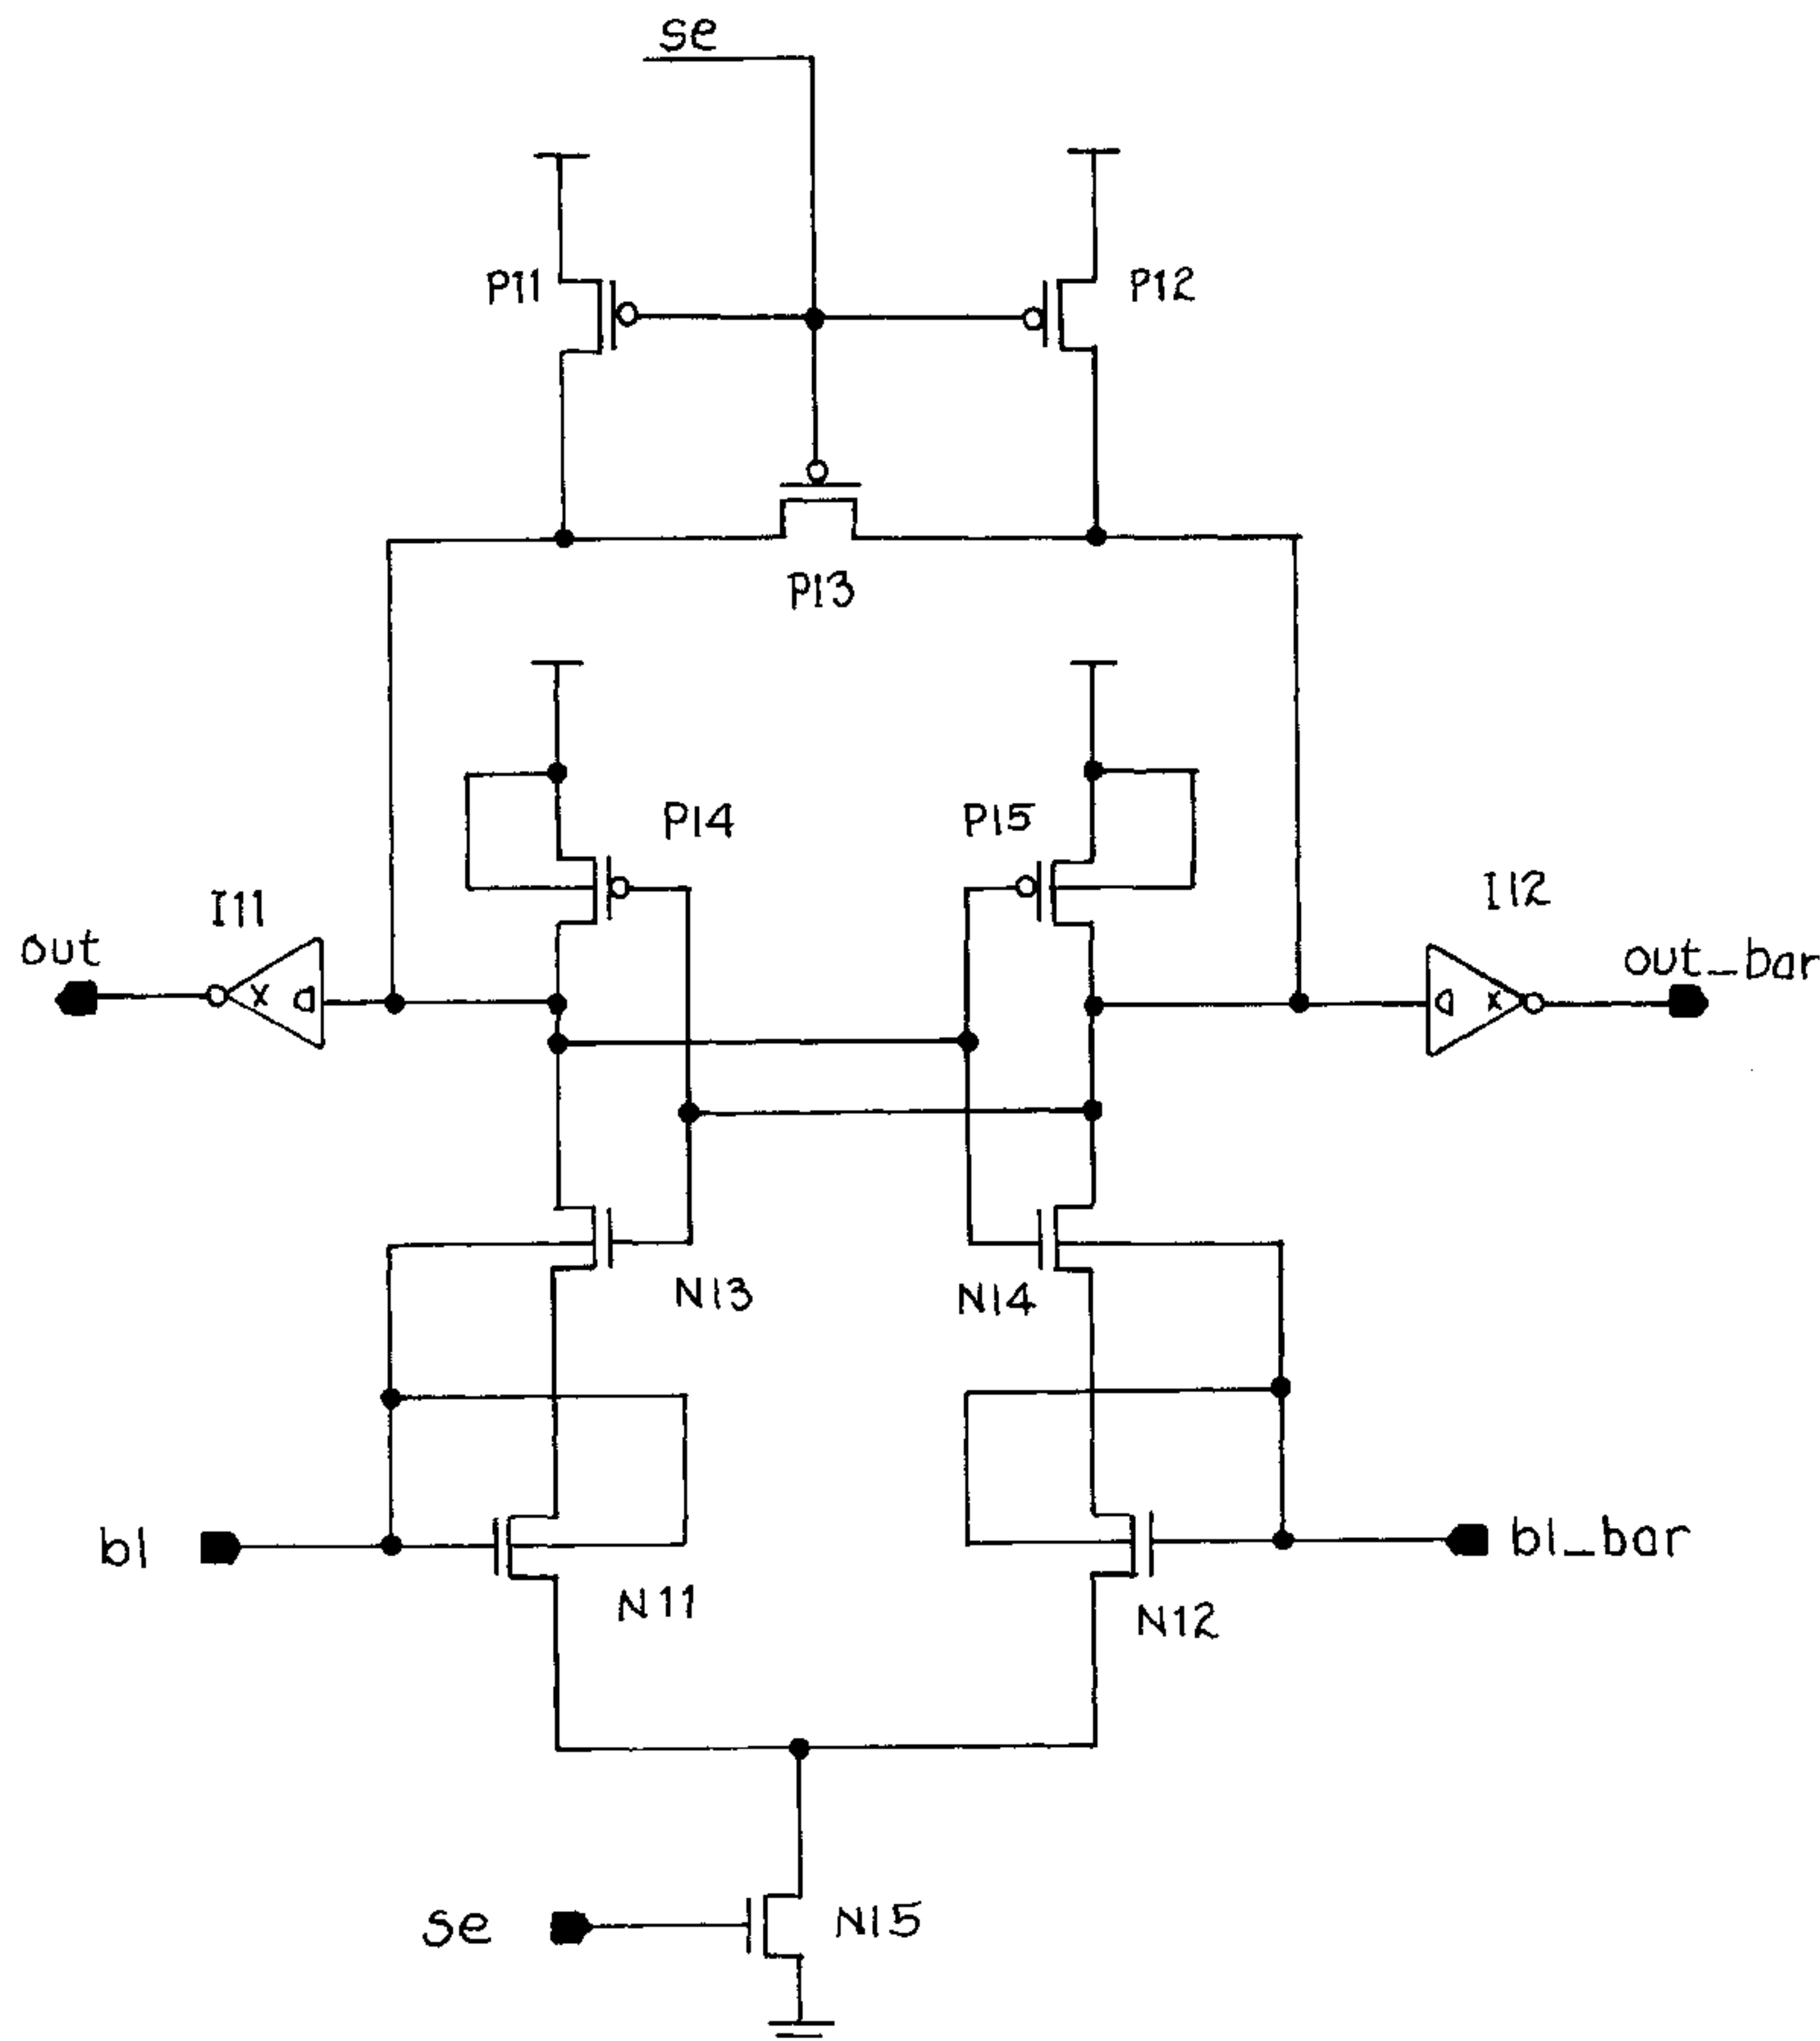 se
P11
P12
P13
P14
P15
I11
I12
out
x
a
a
x
out_bar
N13
N14
bl
bl_bar
N11
N12
se
N15